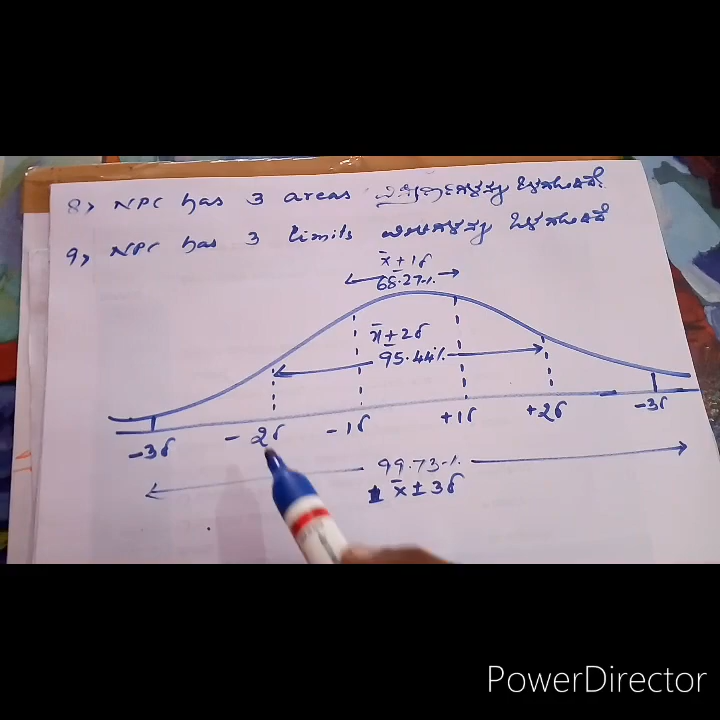 8) NPC has 3 areas
9) NPC has 3 limits
x̄ ± 1σ
68.27%
x̄ ± 2σ
95.44%
-3σ -2σ -1σ +1σ +2σ -3σ
99.73%
x̄ ± 3σ
PowerDirector